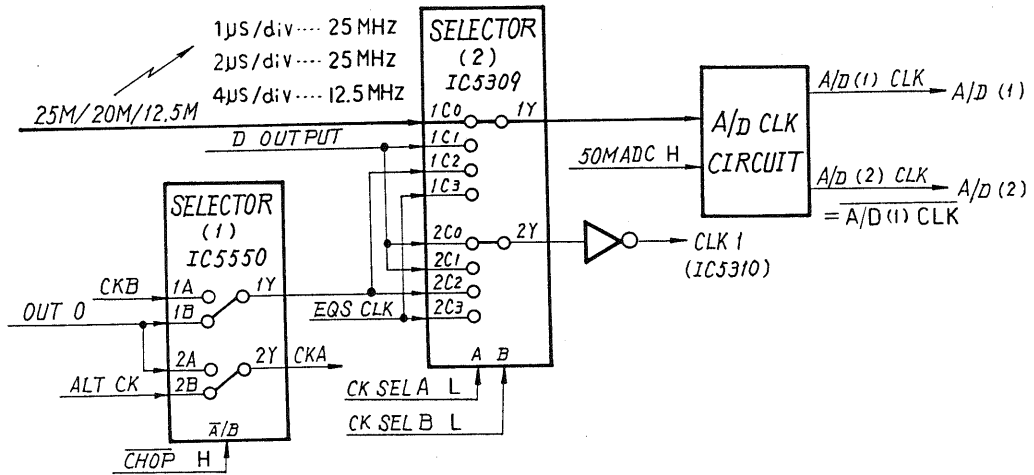 1µS/div···· 25MHz
2µS/div···· 25MHz
4µS/div···· 12.5MHz
25M/20M/12.5M
D OUTPUT
SELECTOR
(2)
IC5309
1C0
1Y
1C1
1C2
1C3
2C0
2Y
2C1
2C2
2C3
A B
CK SEL A L
CK SEL B L
A/D CLK
CIRCUIT
50MADC H
A/D(1) CLK
A/D (1)
A/D (2) CLK
A/D (2)
= A/D(1) CLK
CLK 1
(IC5310)
SELECTOR
(1)
IC5550
CKB
1A
1Y
OUT 0
1B
EQS CLK
2A
2Y
CKA
ALT CK
2B
A/B
CHOP H